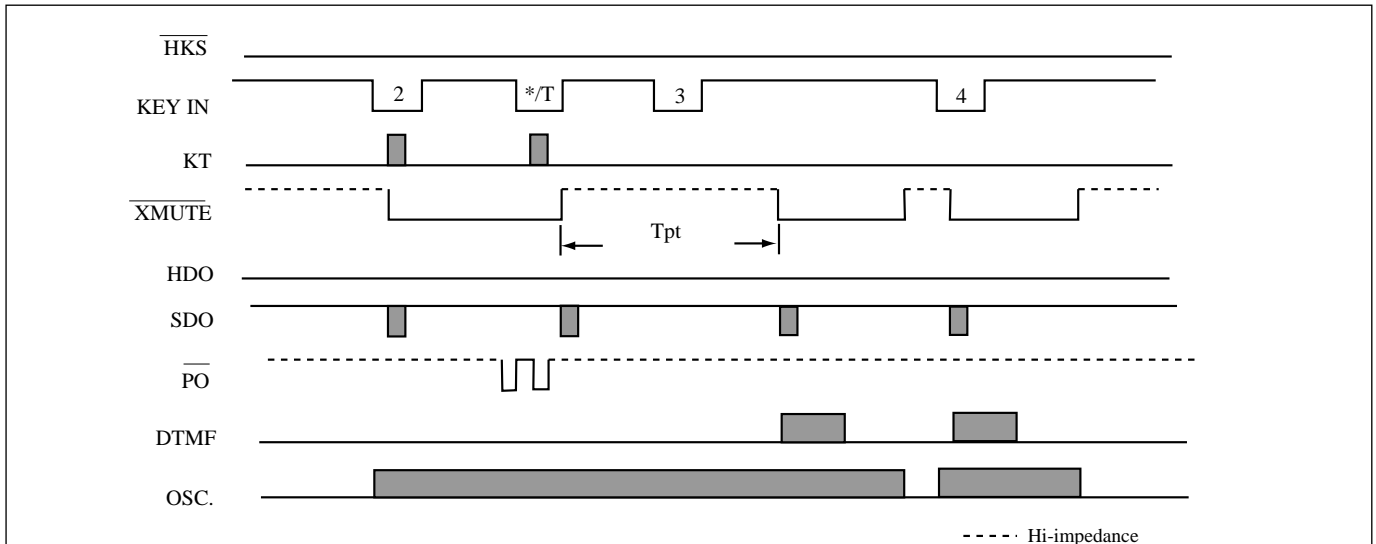 HKS
KEY IN 2 */T 3 4
KT
XMUTE
Tpt
HDO
SDO
PO
DTMF
OSC.
Hi-impedance